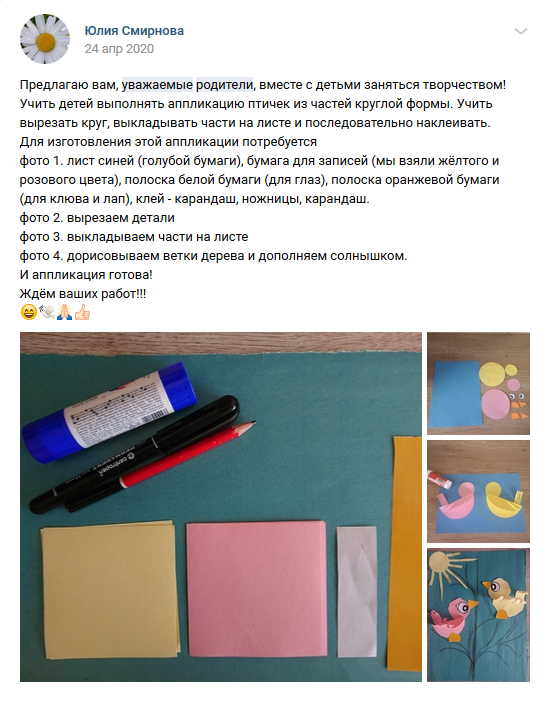 Юлия Смирнова
24 апр 2020
Предлагаю вам, уважаемые родители, вместе с детьми заняться творчеством!
Учить детей выполнять аппликацию птичек из частей круглой формы. Учить
вырезать круг, выкладывать части на листе и последовательно наклеивать.
Для изготовления этой аппликации потребуется
фото 1. лист синей (голубой бумаги), бумага для записей (мы взяли жёлтого и
розового цвета), полоска белой бумаги (для глаз), полоска оранжевой бумаги
(для клюва и лап), клей - карандаш, ножницы, карандаш.
фото 2. вырезаем детали
фото 3. выкладываем части на листе
фото 4. дорисовываем ветки дерева и дополняем солнышком.
И аппликация готова!
Ждём ваших работ!!!
😄🕊🙏🏻👍🏻
centropen